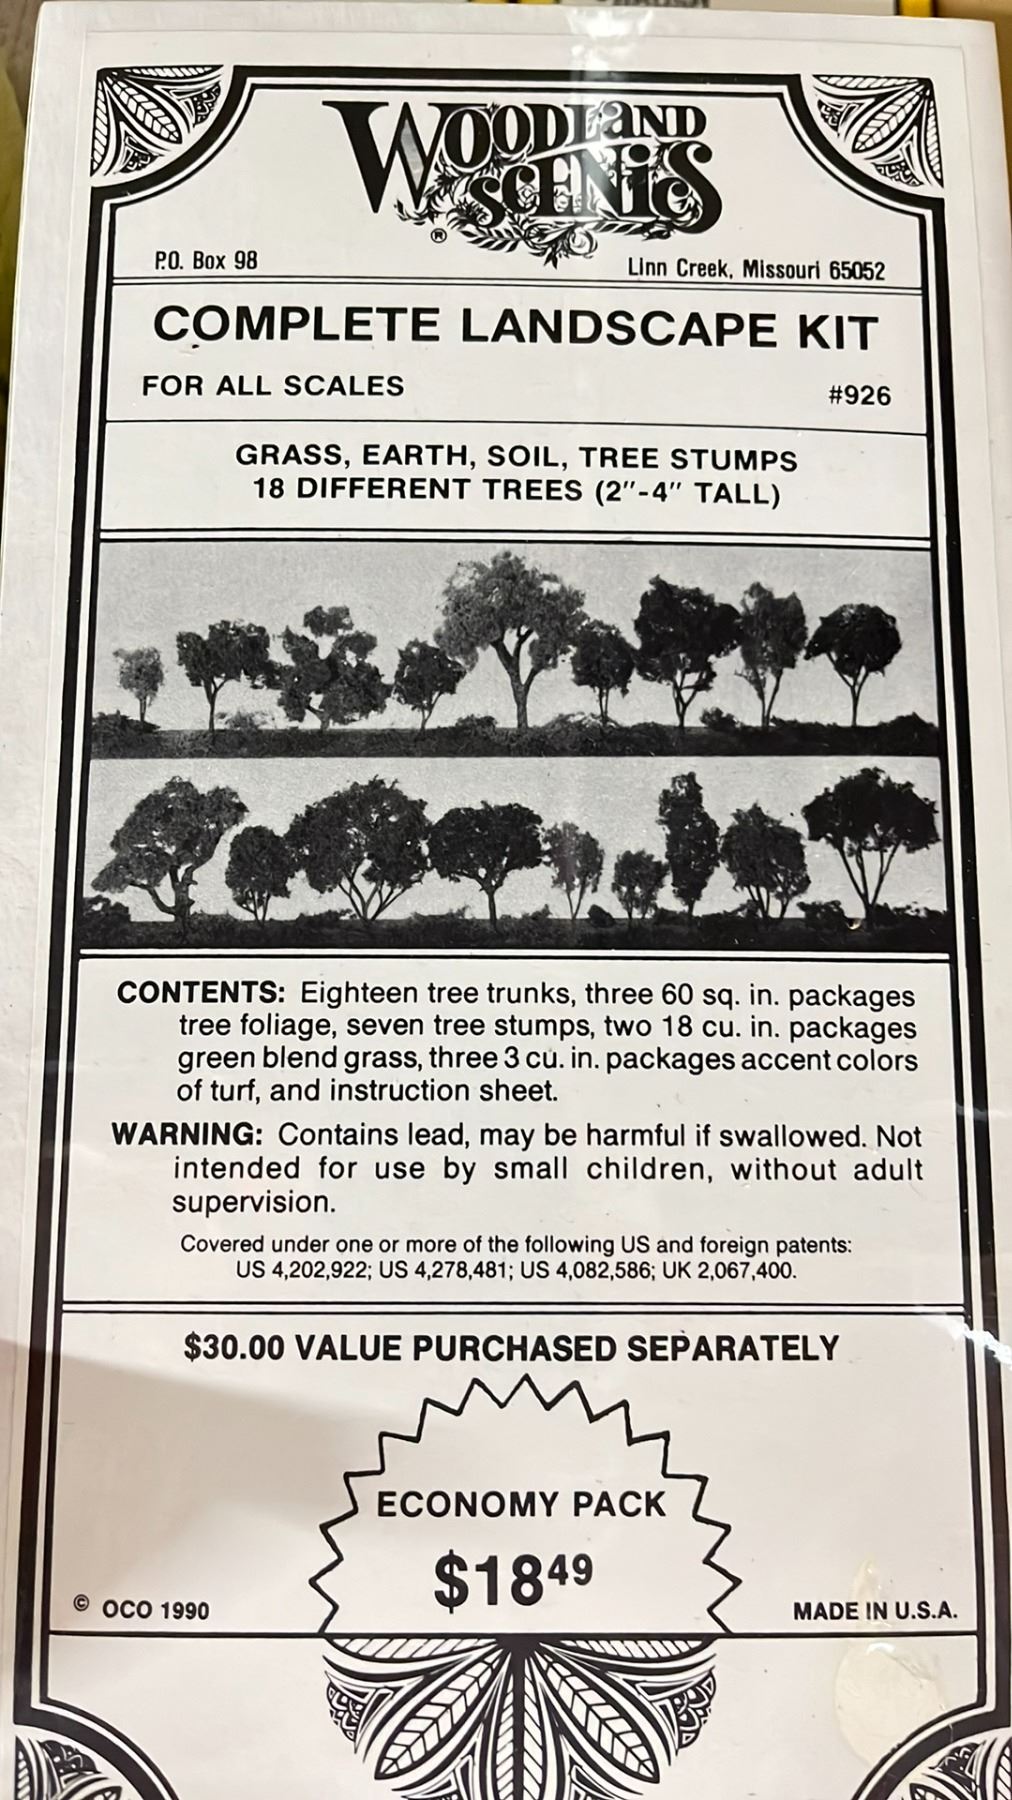 WOODLAND
SCENICS
®
P.O. Box 98
Linn Creek, Missouri 65052
COMPLETE LANDSCAPE KIT
FOR ALL SCALES
#926
GRASS, EARTH, SOIL, TREE STUMPS
18 DIFFERENT TREES (2"-4" TALL)
CONTENTS: Eighteen tree trunks, three 60 sq. in. packages
tree foliage, seven tree stumps, two 18 cu. in. packages
green blend grass, three 3 cu. in. packages accent colors
of turf, and instruction sheet.
WARNING: Contains lead, may be harmful if swallowed. Not
intended for use by small children, without adult
supervision.
Covered under one or more of the following US and foreign patents:
US 4,202,922; US 4,278,481; US 4,082,586; UK 2,067,400.
$30.00 VALUE PURCHASED SEPARATELY
ECONOMY PACK
$18 49
© OCO 1990
MADE IN U.S.A.